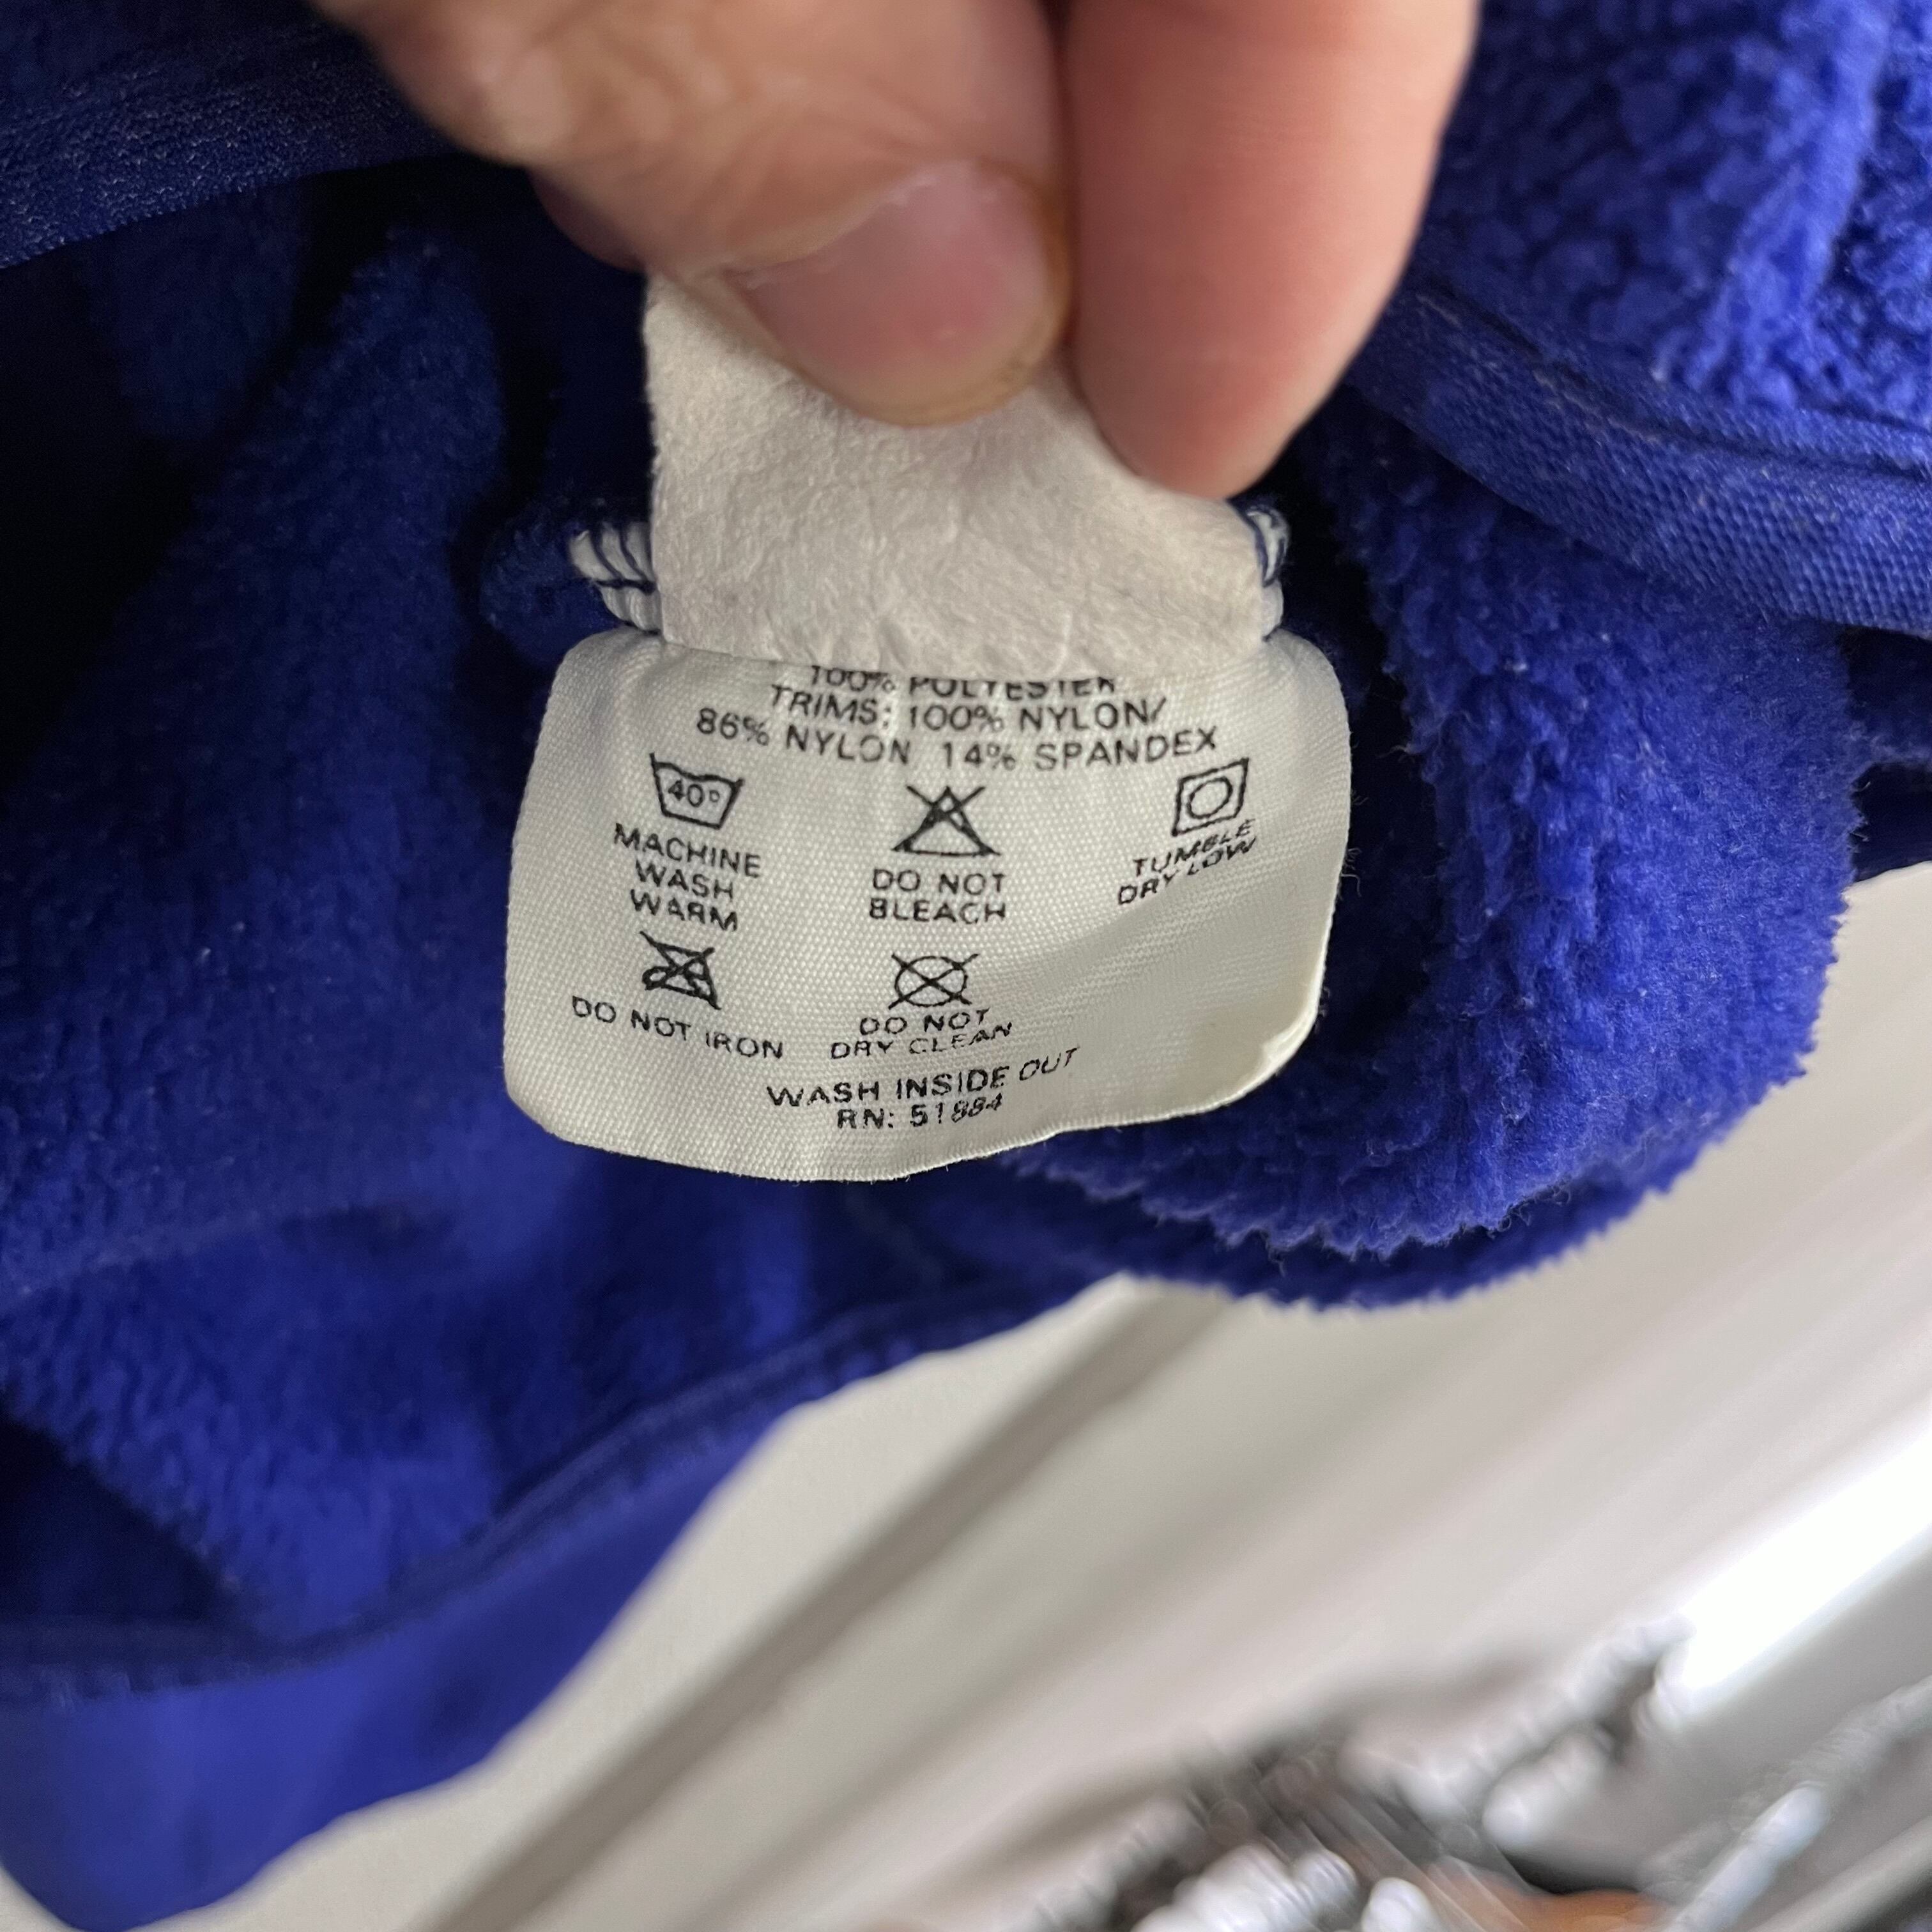 100% POLYESTER
TRIMS: 100% NYLON/
86% NYLON 14% SPANDEX
40°
MACHINE
WASH
WARM
DO NOT
BLEACH
TUMBLE
DRY LOW
DO NOT IRON
DO NOT
DRY CLEAN
WASH INSIDE OUT
RN: 51884